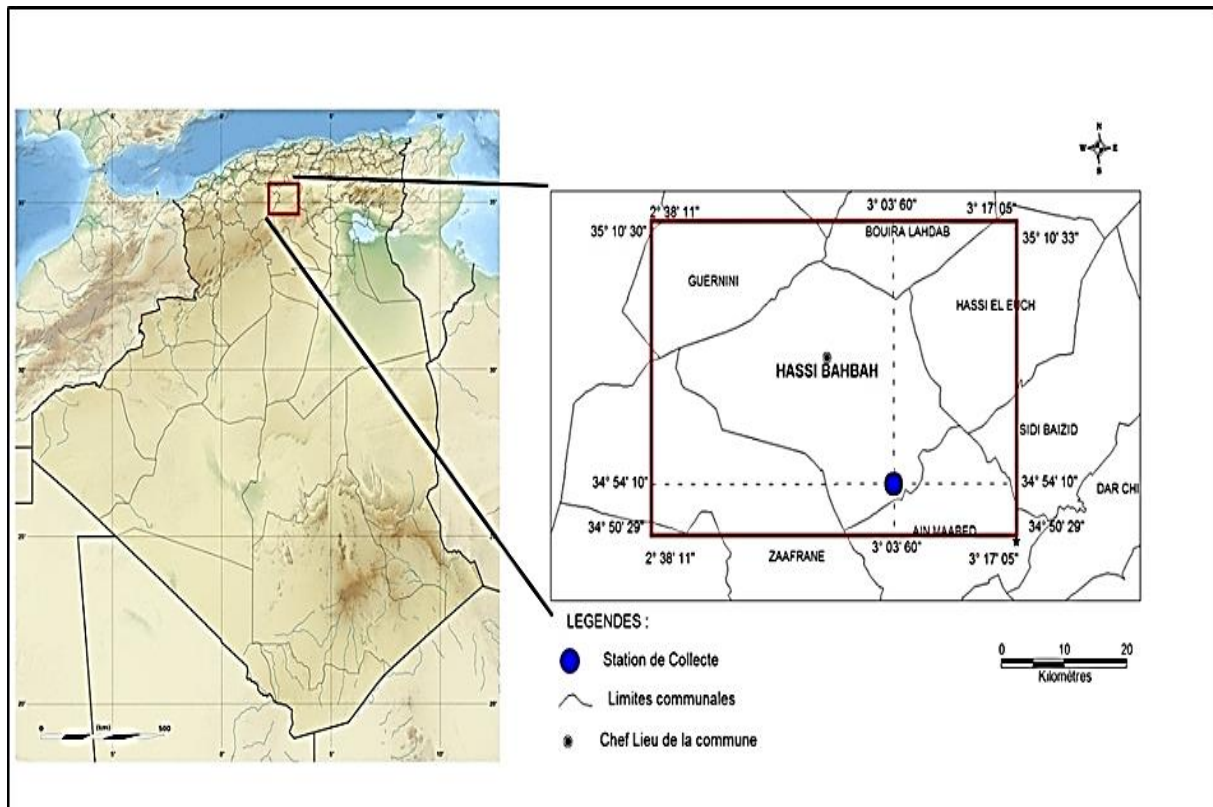 N
W E
S
2° 38' 11" 3° 03' 60" 3° 17' 05"
35° 10' 30" BOUIRA LAHDAB 35° 10' 33"
GUERNINI
HASSI EL EUCH
HASSI BAHBAH
SIDI BAIZID
34° 54' 10" 34° 54' 10"
DAR CHI
34° 50' 29" AIN MAABED 34° 50' 29"
2° 38' 11" ZAAFRANE 3° 03' 60" 3° 17' 05"
LEGENDES :
Station de Collecte
Limites communales
Chef Lieu de la commune
0 10 20
Kilomètres
0 (km) 500